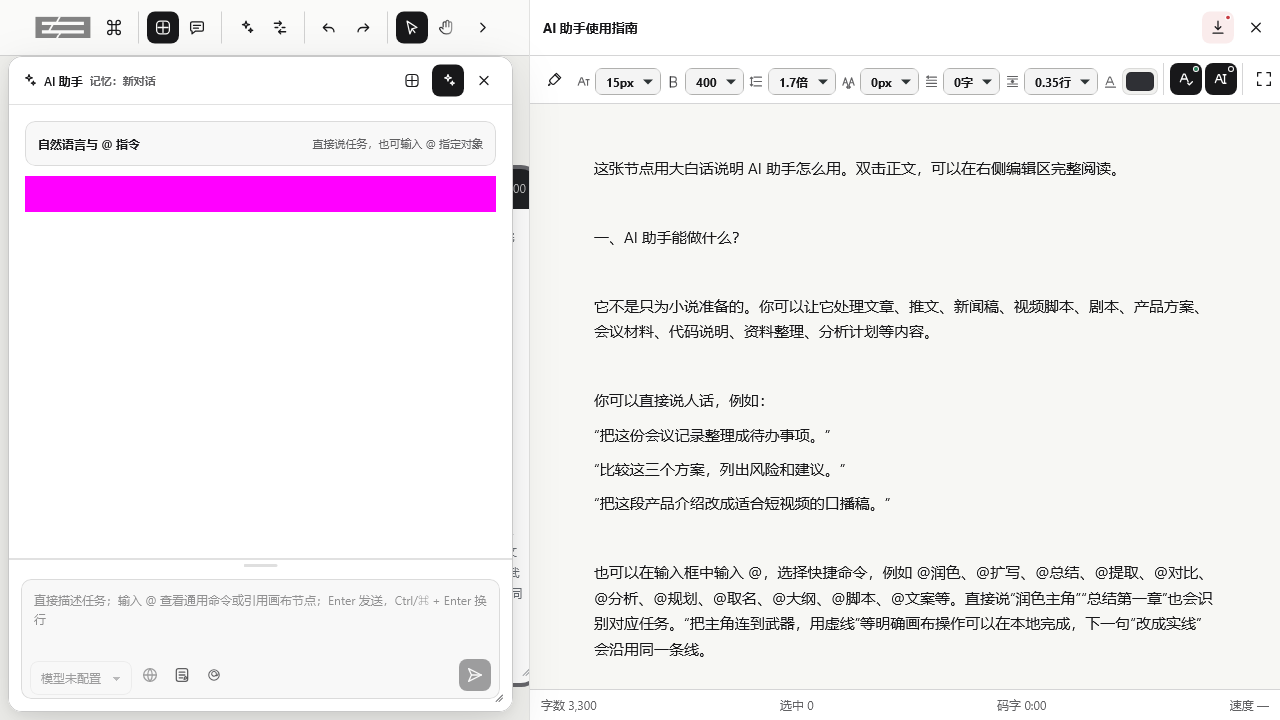 AI 助手 记忆：新对话
自然语言与 @ 指令
直接说任务，也可输入 @ 指定对象
直接描述任务；输入 @ 查看通用命令或引用画布节点；Enter 发送，Ctrl/⌘ + Enter 换
行
模型未配置
00
同
AI 助手使用指南
15px
B 400
1.7倍
0px
0字
0.35行
A
AI
这张节点用大白话说明 AI 助手怎么用。双击正文，可以在右侧编辑区完整阅读。
一、AI 助手能做什么？
它不是只为小说准备的。你可以让它处理文章、推文、新闻稿、视频脚本、剧本、产品方案、
会议材料、代码说明、资料整理、分析计划等内容。
你可以直接说人话，例如：
“把这份会议记录整理成待办事项。”
“比较这三个方案，列出风险和建议。”
“把这段产品介绍改成适合短视频的口播稿。”
也可以在输入框中输入 @，选择快捷命令，例如 @润色、@扩写、@总结、@提取、@对比、
@分析、@规划、@取名、@大纲、@脚本、@文案等。直接说“润色主角”“总结第一章”也会识
别对应任务。“把主角连到武器，用虚线”等明确画布操作可以在本地完成，下一句“改成实线”
会沿用同一条线。
字数 3,300
选中 0
码字 0:00
速度 —